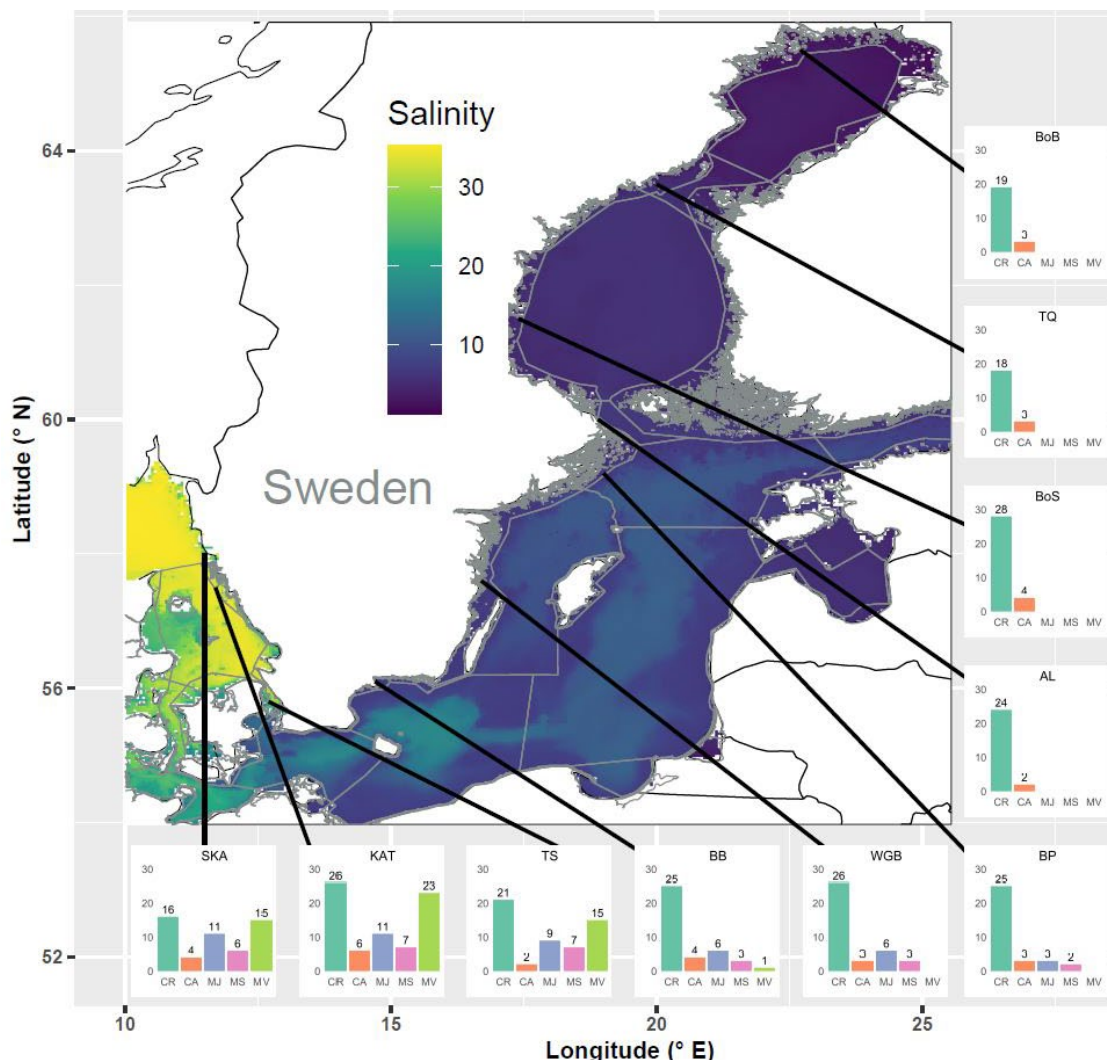 Salinity
30
20
10
Sweden
Latitude (° N)
64
60
56
52
10
15
20
25
Longitude (° E)
BoB
30
20
10
0
19
3
CR CA MJ MS MV
TQ
30
20
10
0
18
3
CR CA MJ MS MV
BoS
30
20
10
0
28
4
CR CA MJ MS MV
AL
30
20
10
0
24
2
CR CA MJ MS MV
SKA
30
20
10
0
16 4 11 6 15
CR CA MJ MS MV
KAT
30
20
10
0
26 6 11 7 23
CR CA MJ MS MV
TS
30
20
10
0
21 2 9 7 15
CR CA MJ MS MV
BB
30
20
10
0
25 4 6 3 1
CR CA MJ MS MV
WGB
30
20
10
0
26 3 6 3
CR CA MJ MS MV
BP
30
20
10
0
25 3 3 2
CR CA MJ MS MV